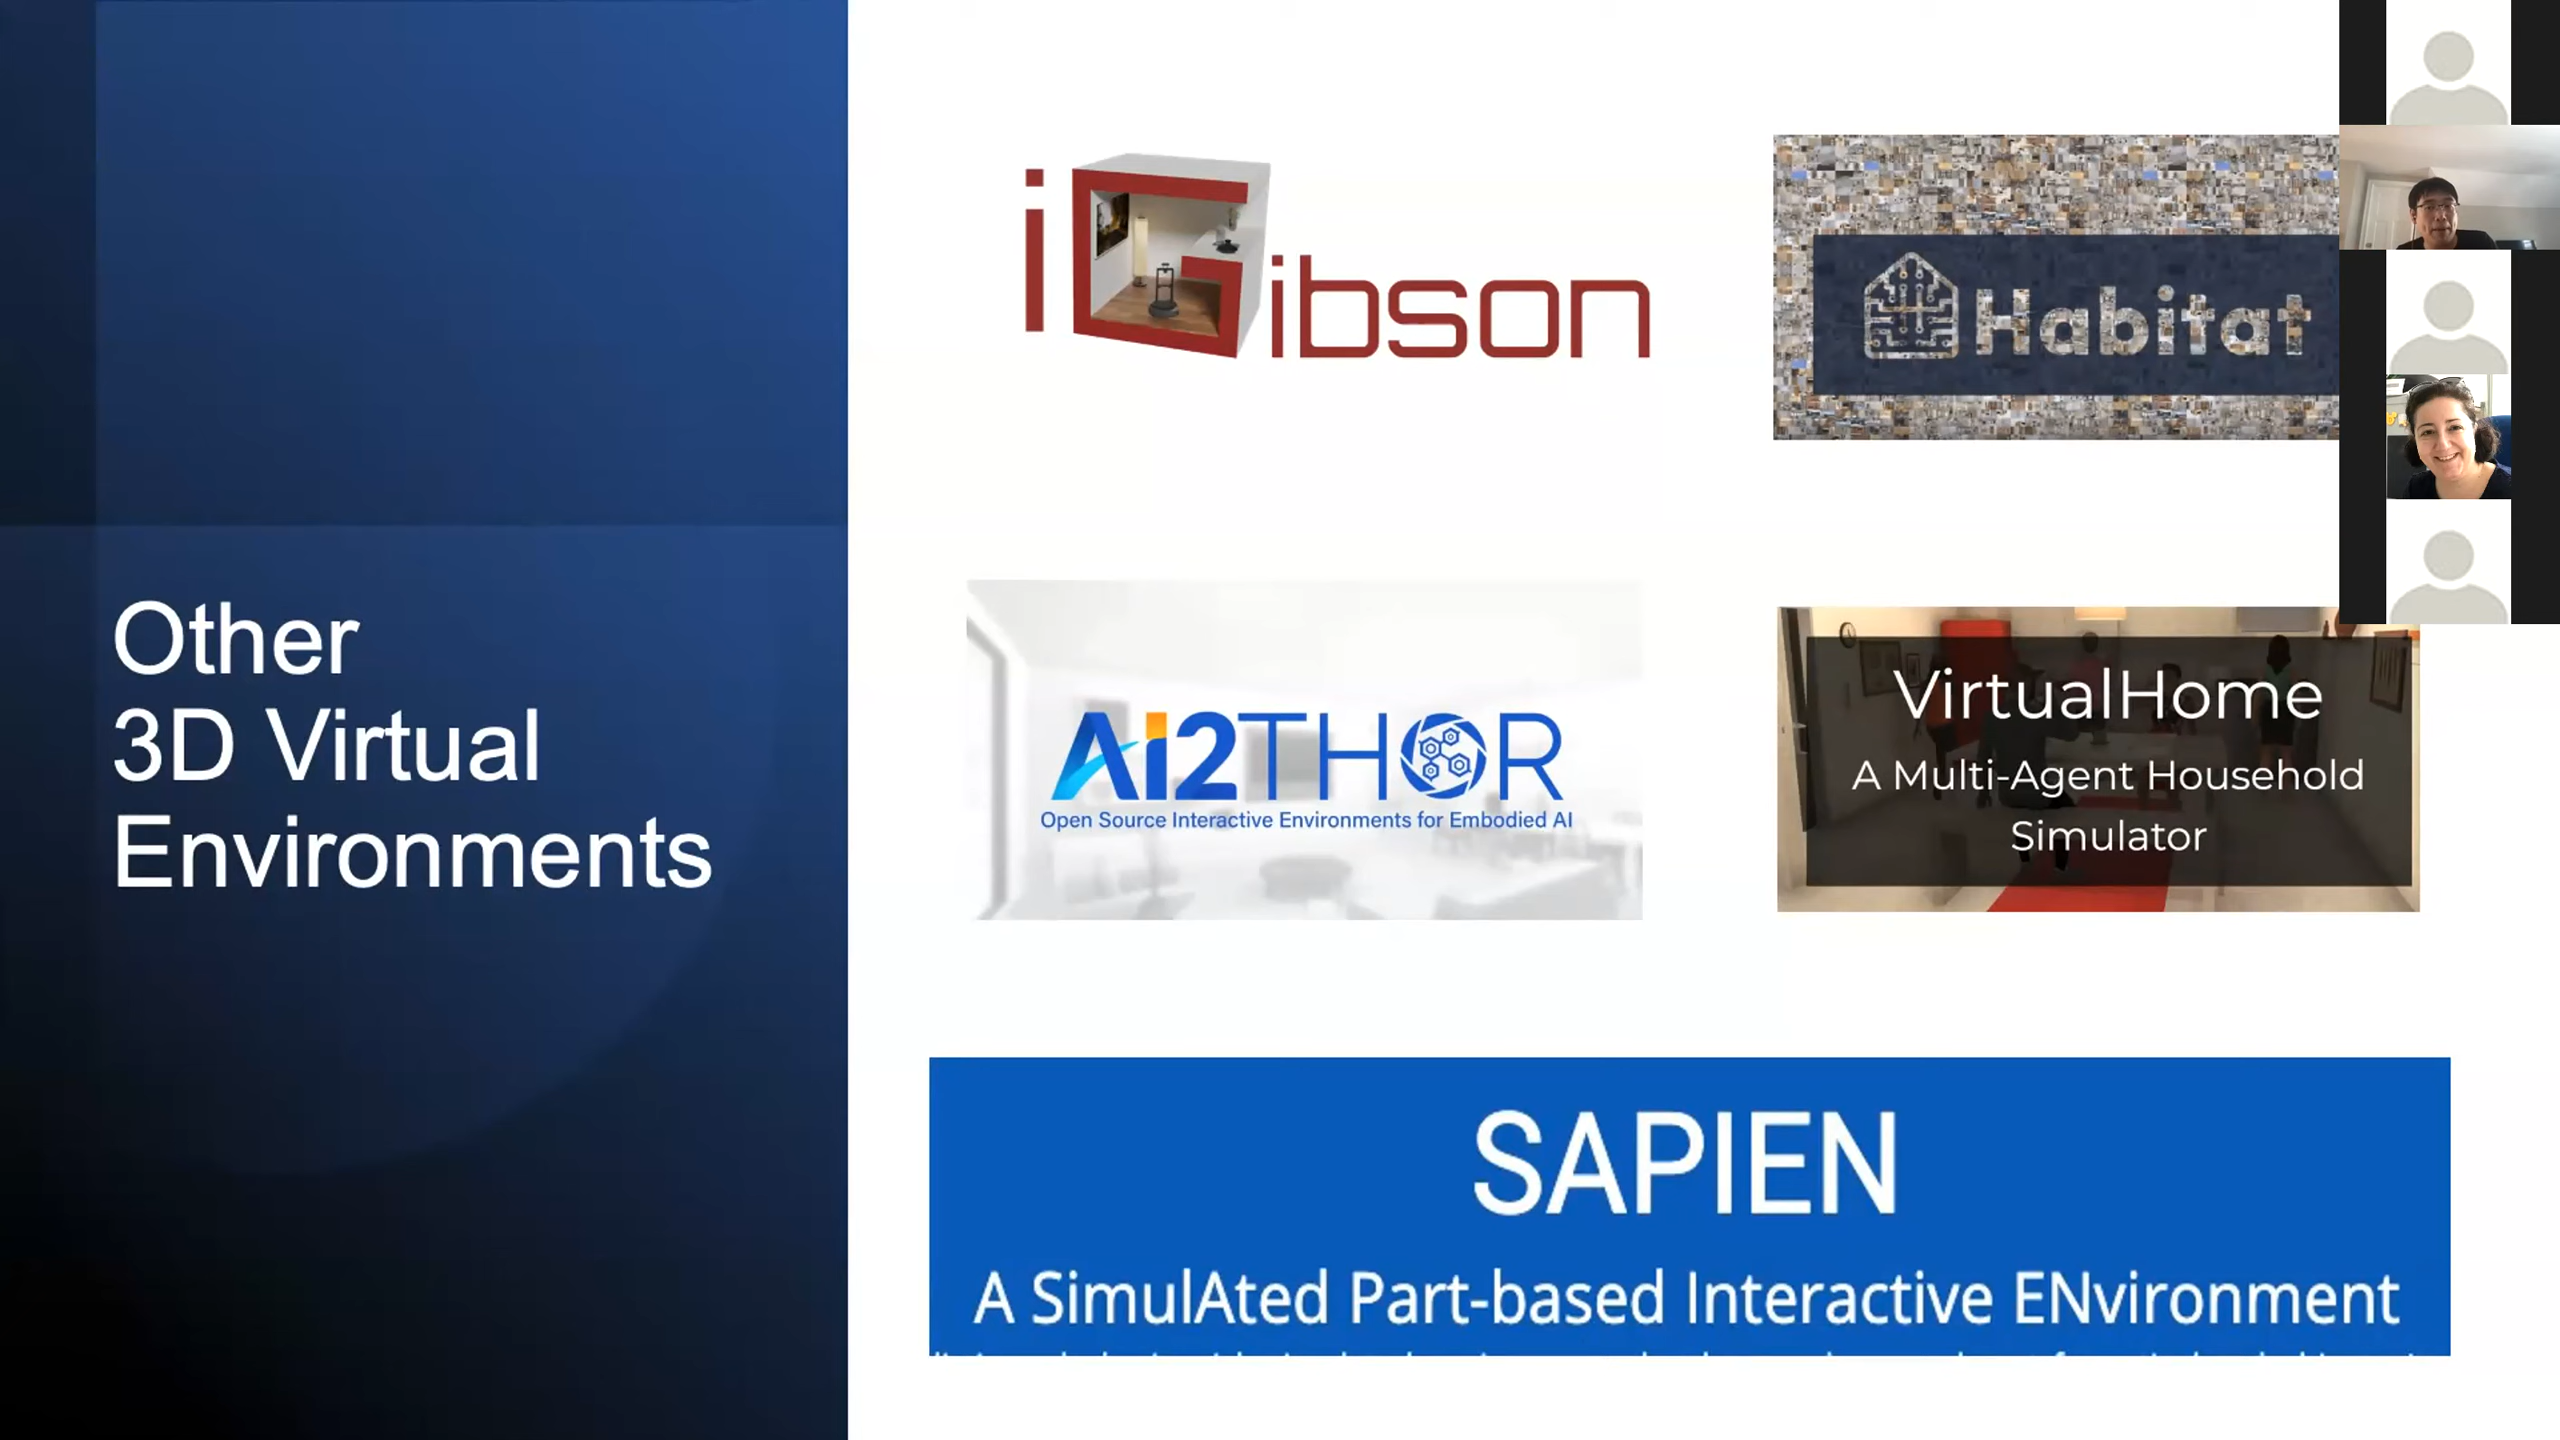 Other
3D Virtual
Environments
iGibson
Habitat
Ai2THOR
Open Source Interactive Environments for Embodied AI
VirtualHome
A Multi-Agent Household
Simulator
SAPIEN
A SimulAted Part-based Interactive ENvironment